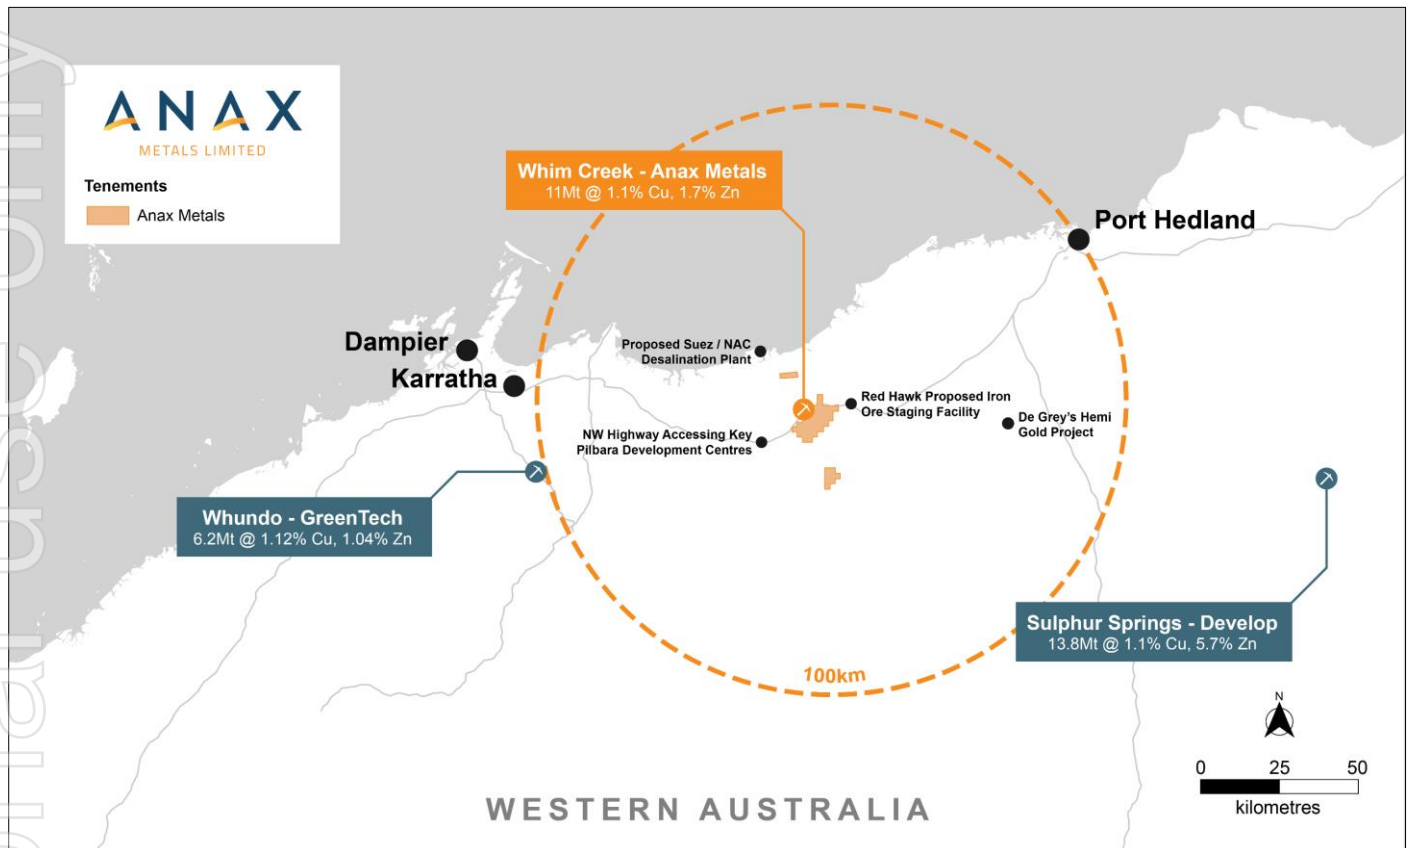 ANAX
METALS LIMITED
Tenements
Anax Metals
Whim Creek - Anax Metals
11Mt @ 1.1% Cu, 1.7% Zn
Port Hedland
Dampier
Karratha
Proposed Suez / NAC
Desalination Plant
Red Hawk Proposed Iron
Ore Staging Facility
De Grey's Hemi
Gold Project
NW Highway Accessing Key
Pilbara Development Centres
Whundo - GreenTech
6.2Mt @ 1.12% Cu, 1.04% Zn
Sulphur Springs - Develop
13.8Mt @ 1.1% Cu, 5.7% Zn
100km
N
0 25 50
kilometres
WESTERN AUSTRALIA
use only